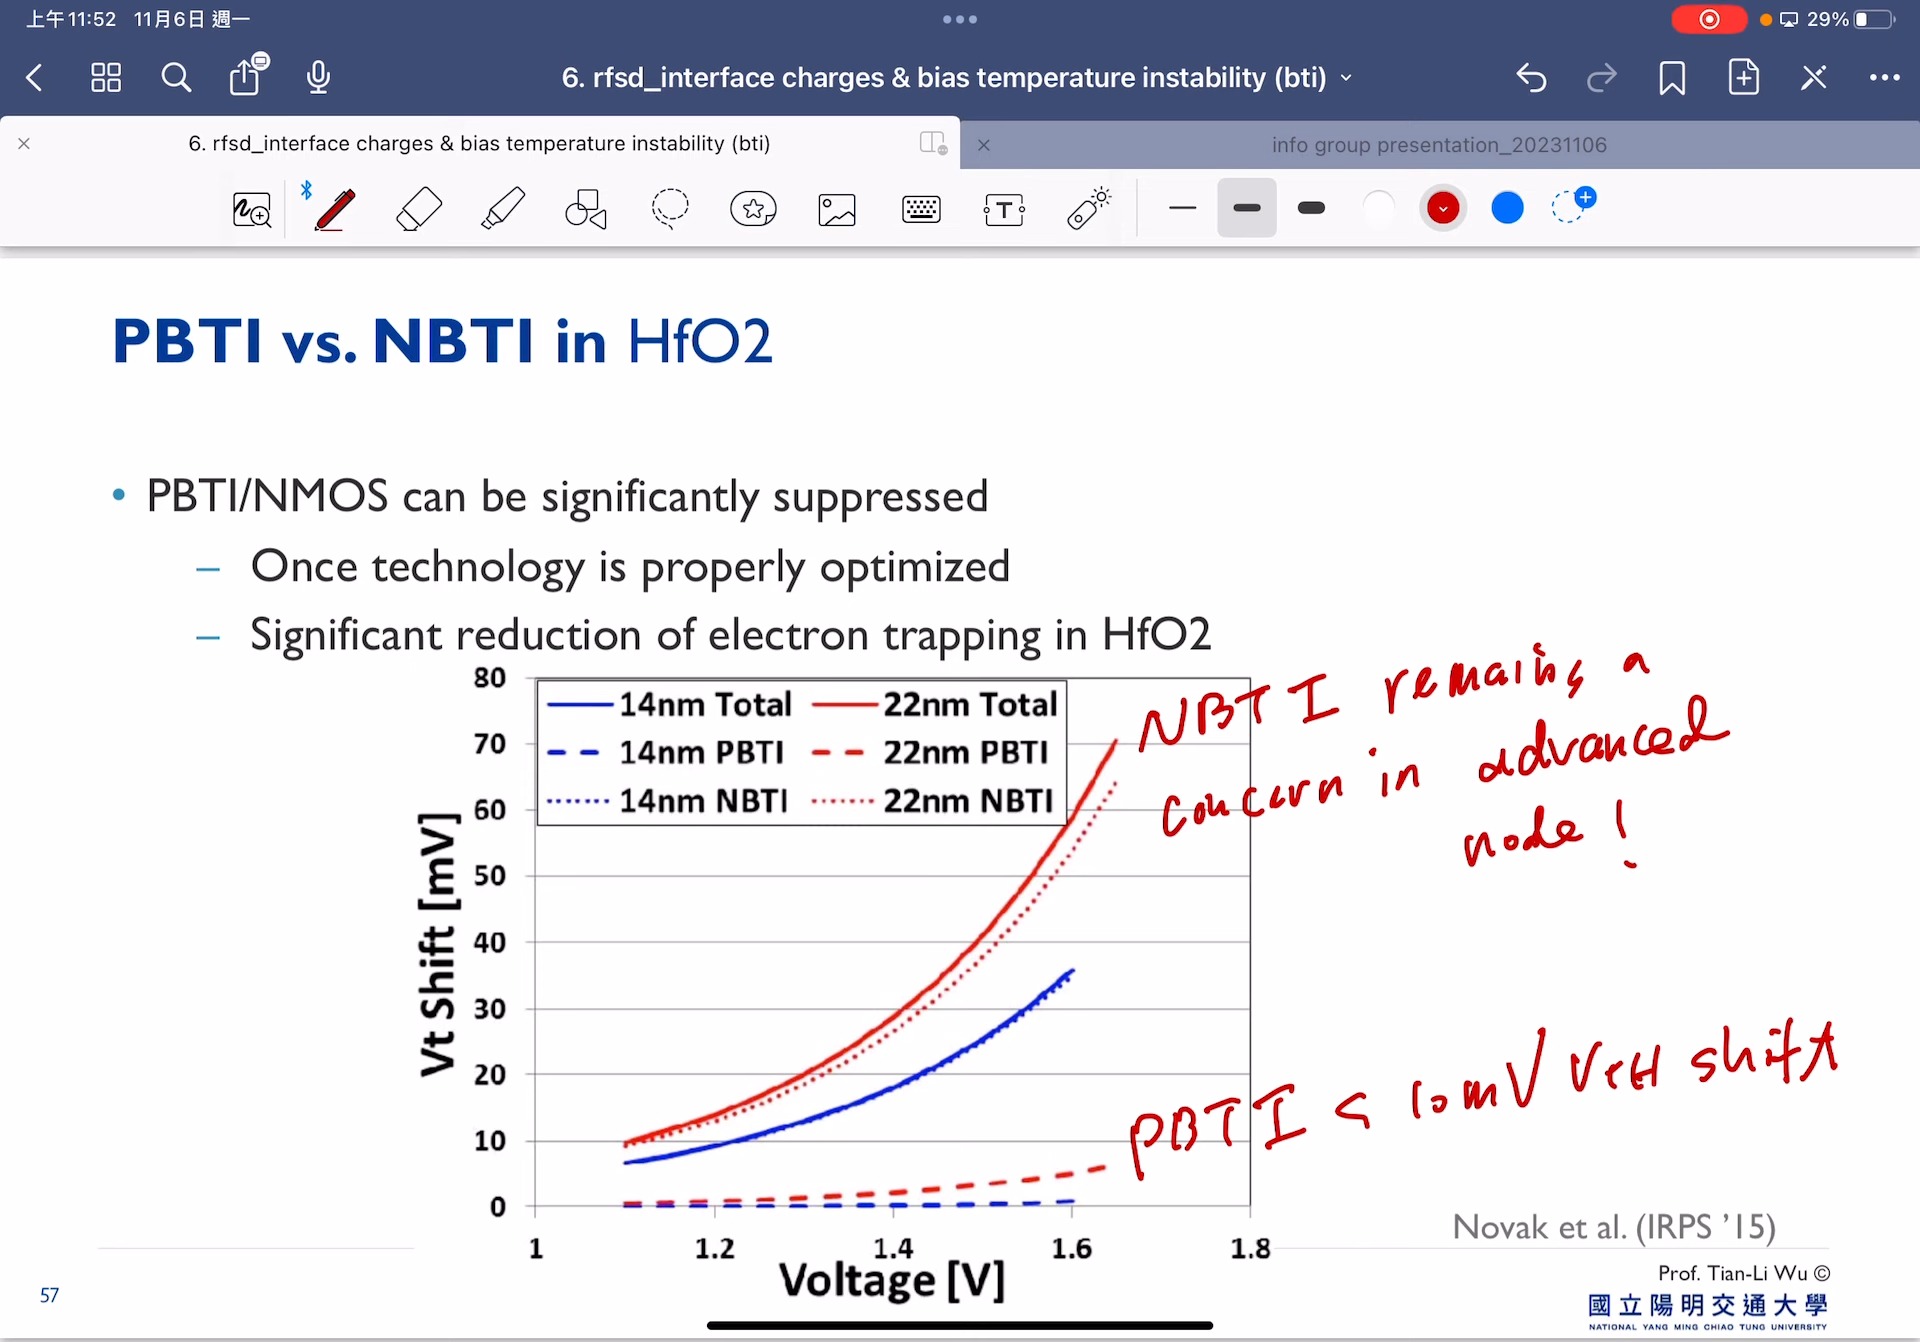 上午11:52 11月6日 週一
29%
6. rfsd_interface charges & bias temperature instability (bti)
6. rfsd_interface charges & bias temperature instability (bti)
info group presentation_20231106
PBTI vs. NBTI in HfO2
• PBTI/NMOS can be significantly suppressed
– Once technology is properly optimized
– Significant reduction of electron trapping in HfO2
NBTI remains a
concern in advanced
node!
14nm Total 22nm Total
14nm PBTI 22nm PBTI
14nm NBTI 22nm NBTI
Vt Shift [mV]
80
70
60
50
40
30
20
10
0
PBTI < 10mV VTH shift
1 1.2 1.4 1.6 1.8
Voltage [V]
Novak et al. (IRPS ’15)
Prof. Tian-Li Wu ©
57
國立陽明交通大學
NATIONAL YANG MING CHIAO TUNG UNIVERSITY